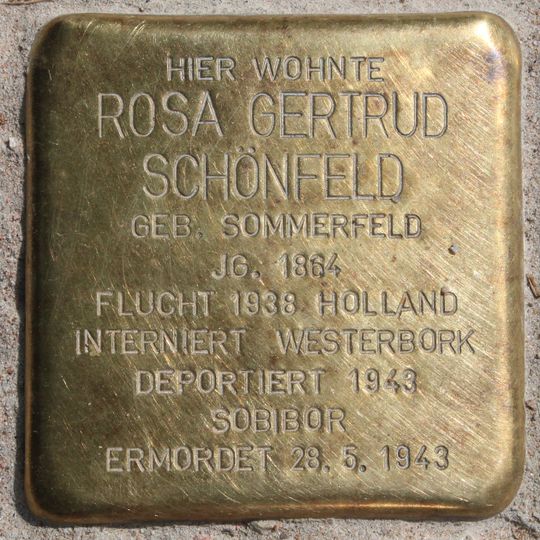 HIER WOHNTE
ROSA GERTRUD
SCHÖNFELD
GEB. SOMMERFELD
JG. 1864
FLUCHT 1938 HOLLAND
INTERNIERT WESTERBORK
DEPORTIERT 1943
SOBIBOR
ERMORDET 28.5.1943